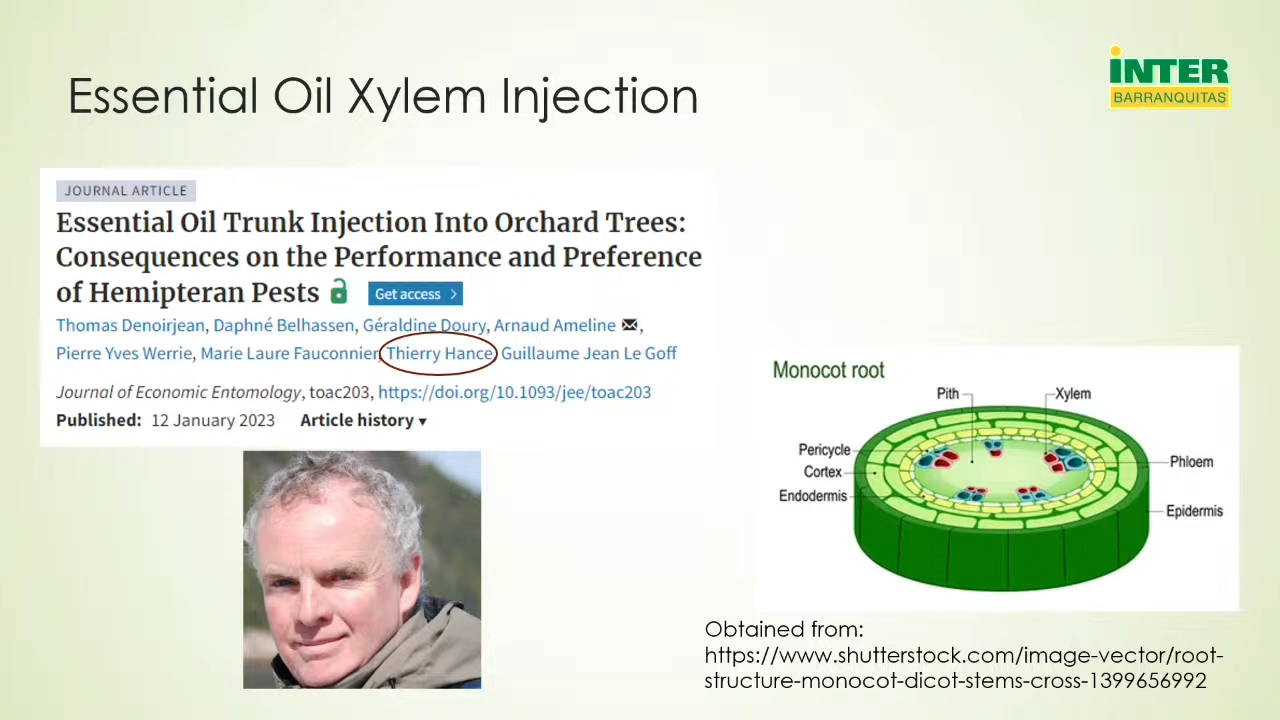 Essential Oil Xylem Injection
INTER
BARRANQUITAS
JOURNAL ARTICLE
Essential Oil Trunk Injection Into Orchard Trees:
Consequences on the Performance and Preference
of Hemipteran Pests Get access >
Thomas Denoirjean, Daphné Belhassen, Géraldine Doury, Arnaud Ameline ,
Pierre Yves Werrie, Marie Laure Fauconnier, Thierry Hance, Guillaume Jean Le Goff
Journal of Economic Entomology, toac203, https://doi.org/10.1093/jee/toac203
Published: 12 January 2023 Article history ▾
Monocot root
Pith
Xylem
Pericycle
Cortex
Endodermis
Phloem
Epidermis
Obtained from:
https://www.shutterstock.com/image-vector/root-
structure-monocot-dicot-stems-cross-1399656992